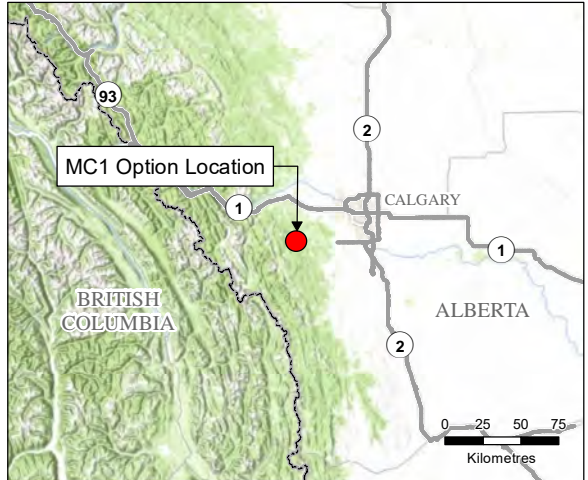 93
2
MC1 Option Location
1
CALGARY
1
BRITISH
COLUMBIA
ALBERTA
2
0 25 50 75
Kilometres